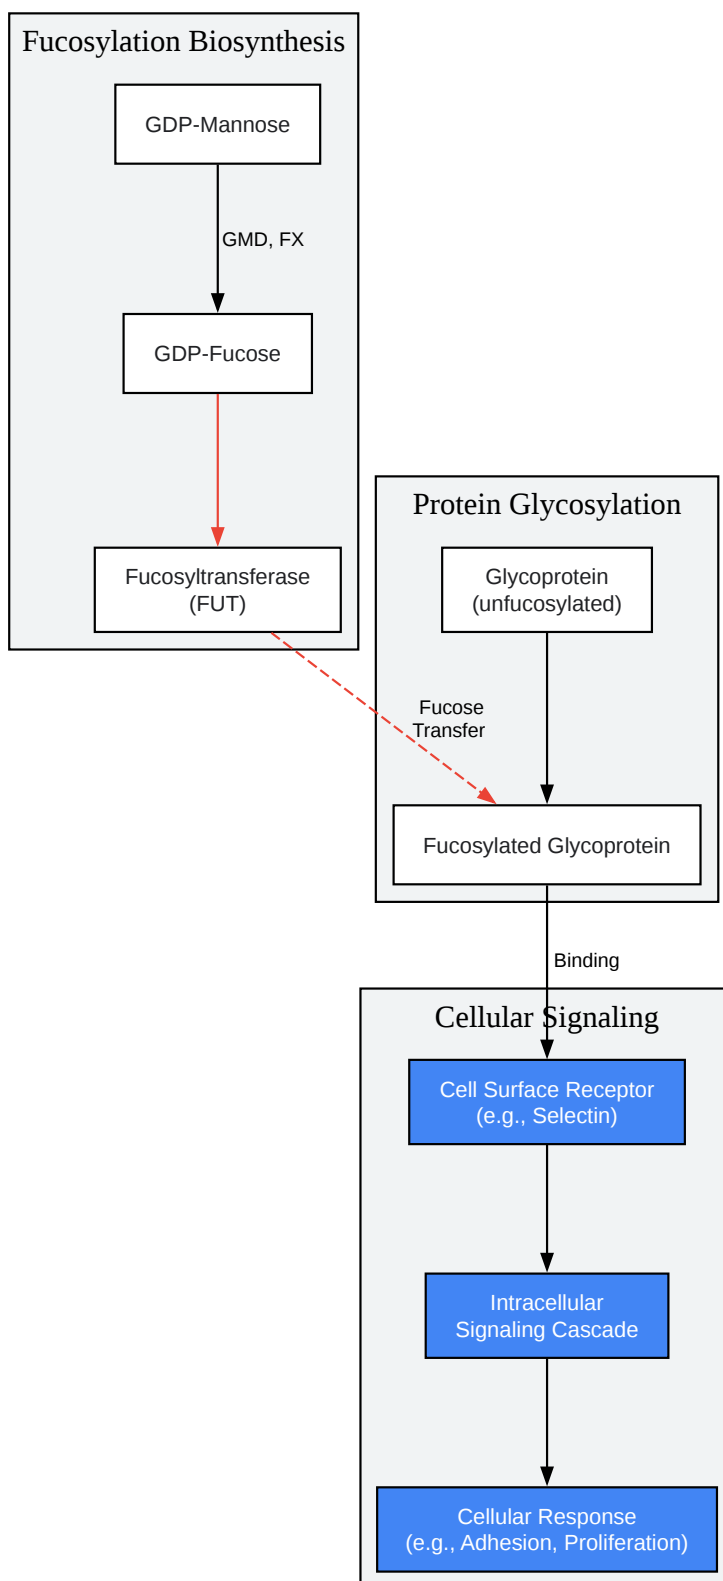 Fucosylation Biosynthesis
GDP-Mannose
GMD, FX
GDP-Fucose
Fucosyltransferase
(FUT)
Protein Glycosylation
Glycoprotein
(unfucosylated)
Fucose
Transfer
Fucosylated Glycoprotein
Binding
Cellular Signaling
Cell Surface Receptor
(e.g., Selectin)
Intracellular
Signaling Cascade
Cellular Response
(e.g., Adhesion, Proliferation)